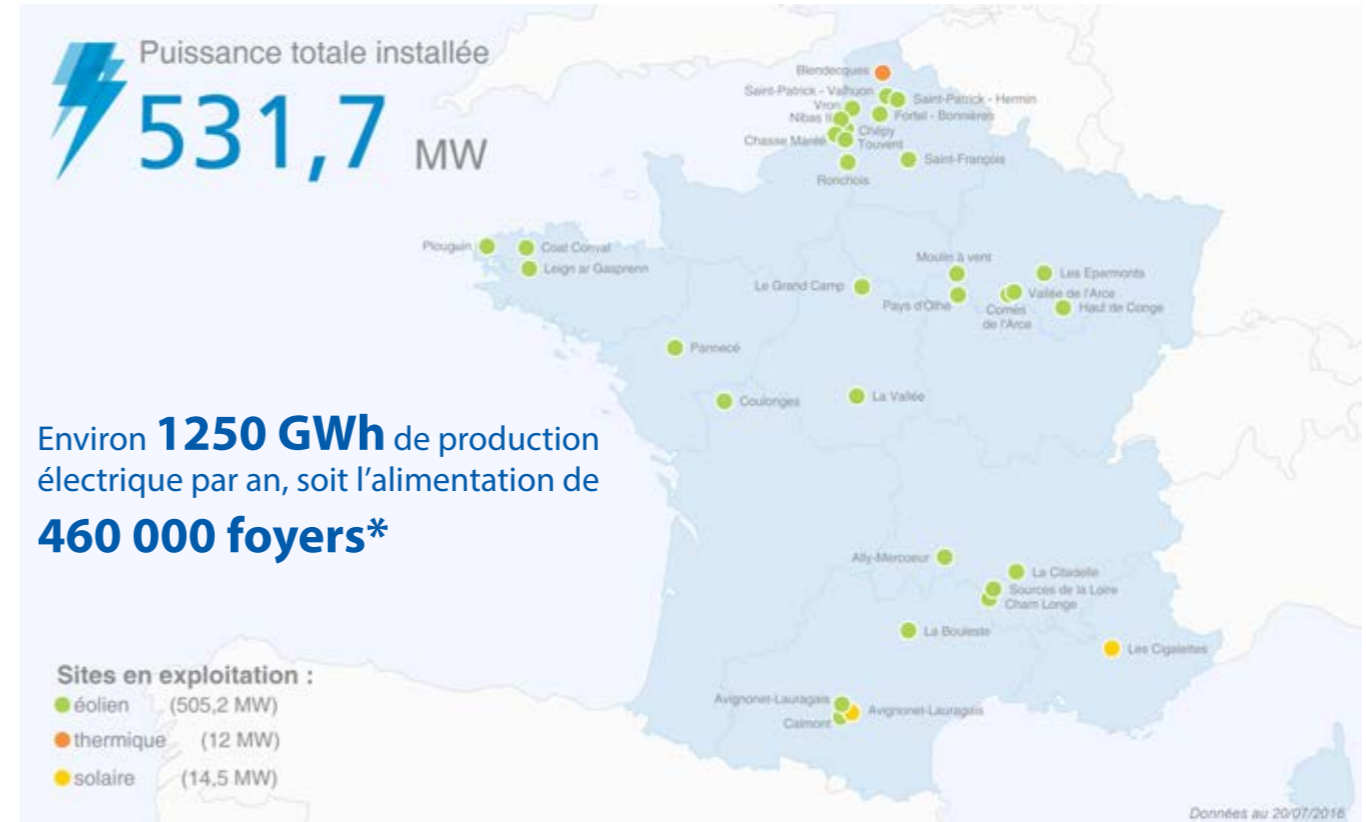 Puissance totale installée
531,7 MW
Blendecques
Saint-Patrick - Valhuon
Saint-Patrick - Hermin
Vron
Fortel - Bonnières
Nibas II
Chépy
Chasse Marée
Touvent
Saint-François
Ronchois
Plouguin
Coat Conval
Leign ar Gasprenn
Moulin à vent
Les Epermonts
Le Grand Camp
Vallée de l'Arce
Pays d'Othe
Comes
de l'Arce
Haut de Conge
Pannecé
Coulonges
La Vallée
Environ 1250 GWh de production
électrique par an, soit l’alimentation de
460 000 foyers*
Ally-Mercoeur
La Citadelle
Sources de la Loire
Cham Longe
La Bouleste
Les Cigalettes
Sites en exploitation :
éolien (505,2 MW)
thermique (12 MW)
solaire (14,5 MW)
Avignonet-Lauragais
Avignonet-Lauragais
Calmont
Données au 20/07/2016